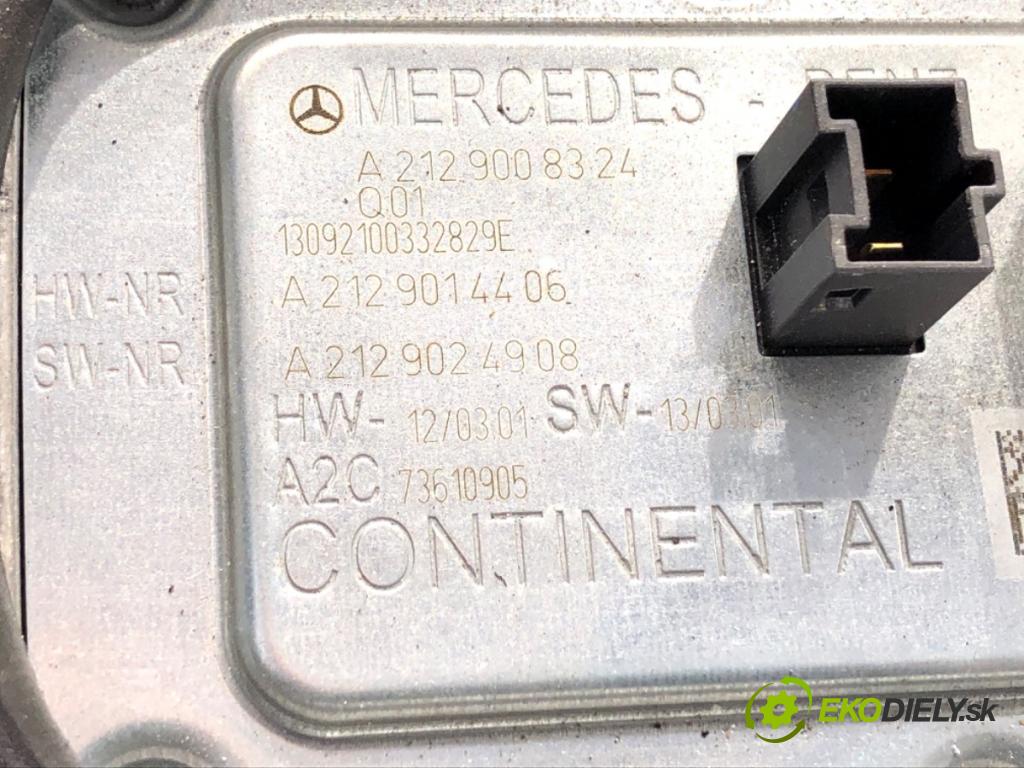 MERCEDES -
A 212 900 83 24
Q01
13092100332829E
HW-NR A 212 901 44 06
SW-NR A 212 902 49 08
HW- 12/03.01 SW- 13/03.01
A2C 73610905
CONTINENTAL
EKODIELY.sk